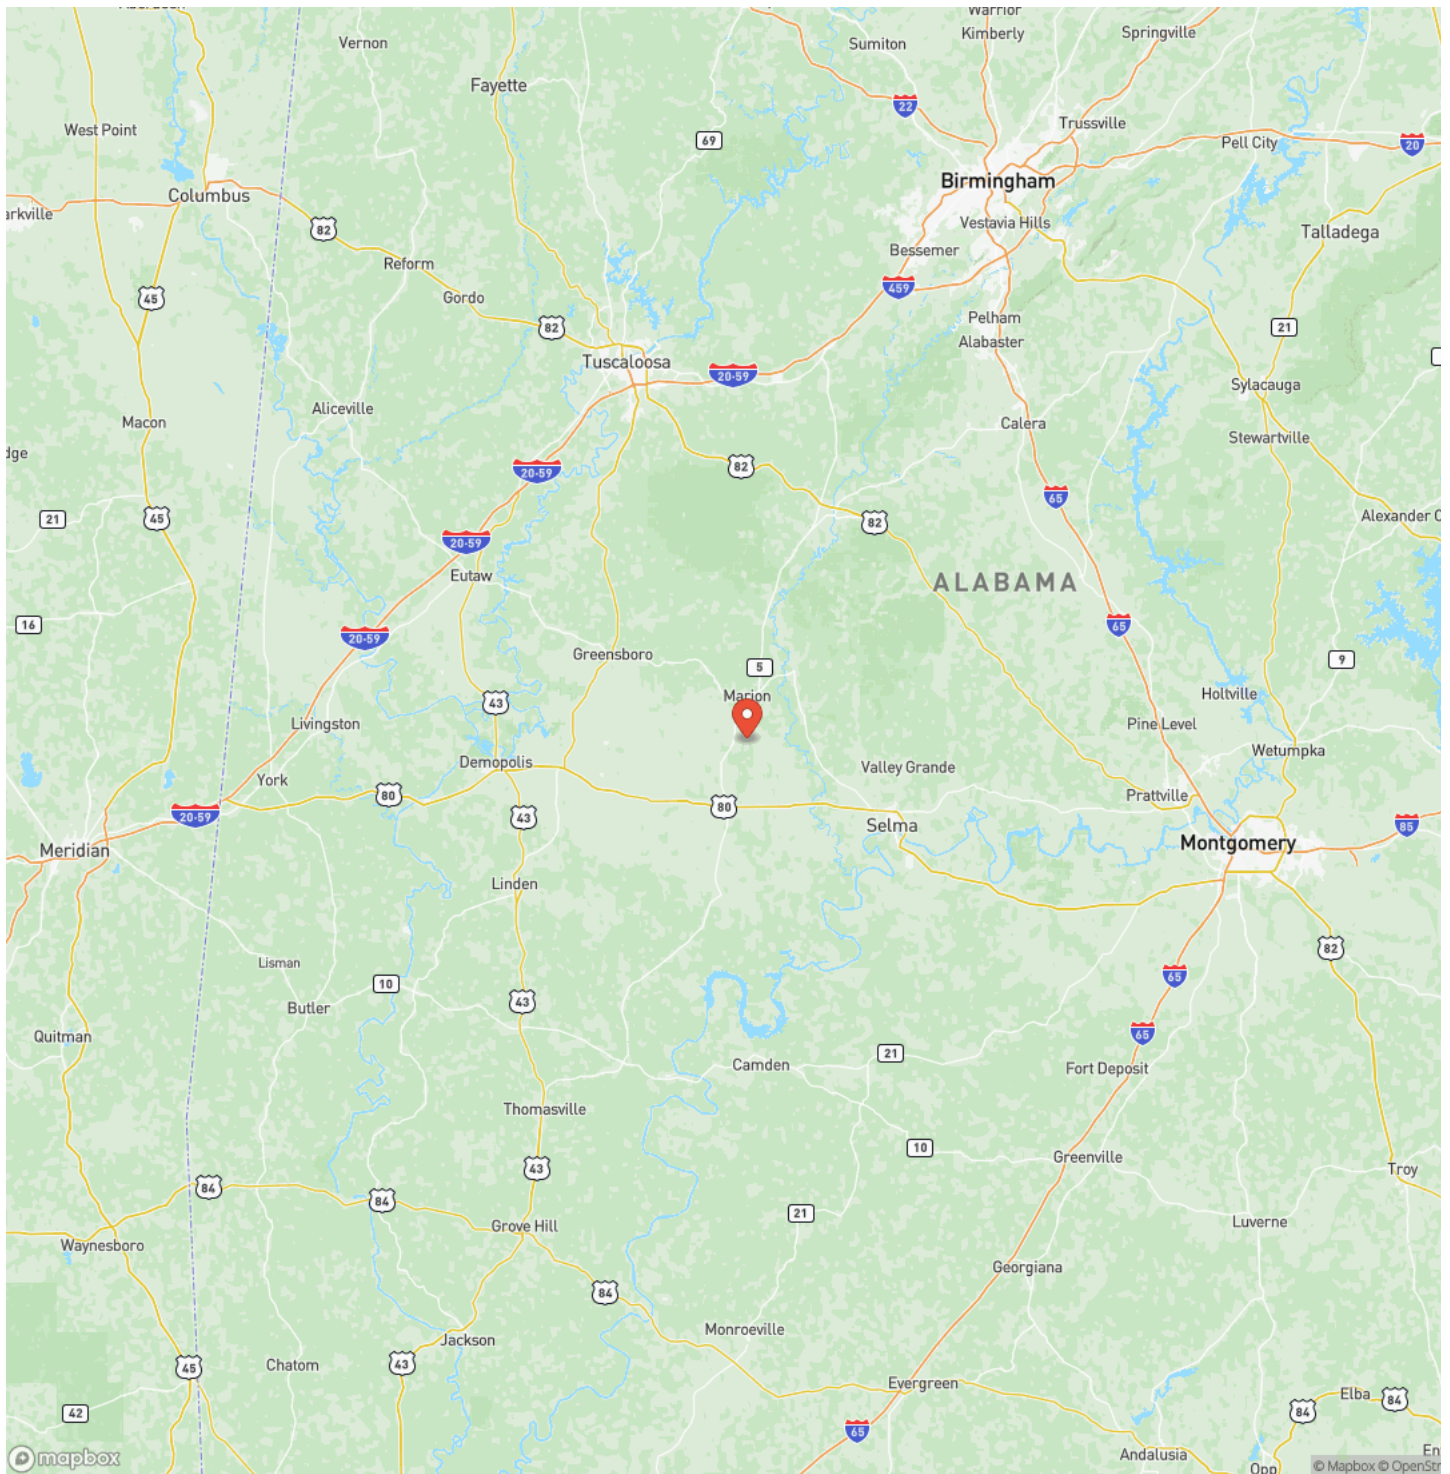 Warrior
Vernon
Sumiton
Kimberly
Springville
Fayette
22
Trussville
West Point
69
Pell City
20
Birmingham
Columbus
arkville
Vestavia Hills
82
Talladega
Bessemer
Reform
459
Gordo
45
Pelham
82
21
Alabaster
Tuscaloosa
20-59
Sylacauga
Aliceville
Macon
Calera
Stewartville
dge
82
20-59
65
21
45
82
Alexander C
20-59
Eutaw
ALABAMA
16
65
20-59
Greensboro
5
9
Marion
Holtville
43
Livingston
Pine Level
Wetumpka
Demopolis
Valley Grande
York
80
Prattville
80
20-59
43
Selma
85
Meridian
Montgomery
Linden
82
Lisman
10
65
43
Butler
Quitman
65
21
Camden
Fort Deposit
Thomasville
10
Greenville
43
Troy
84
84
21
Grove Hill
Luverne
Waynesboro
Georgiana
84
Monroeville
Jackson
45
Chatom
43
Evergreen
Elba
84
42
84
65
Andalusia
En
mapbox
Opp
© Mapbox © OpenStr